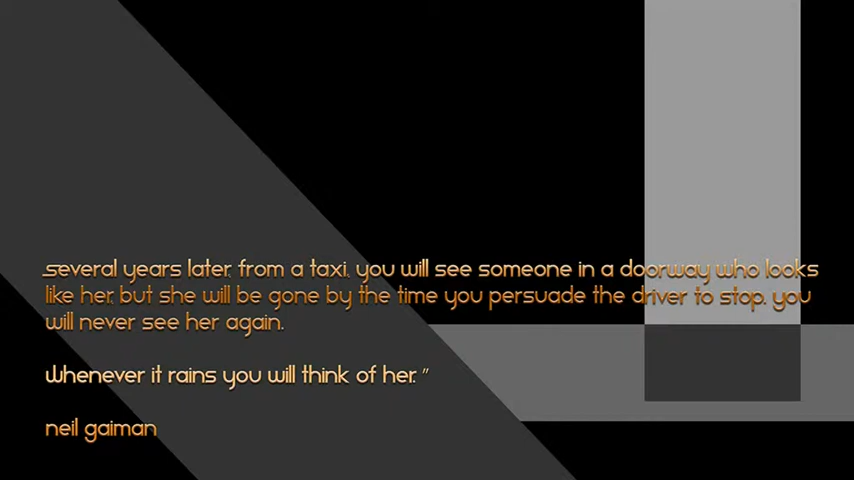 several years later, from a taxi, you will see someone in a doorway who looks
like her, but she will be gone by the time you persuade the driver to stop. you
will never see her again.
whenever it rains you will think of her. ”
neil gaiman